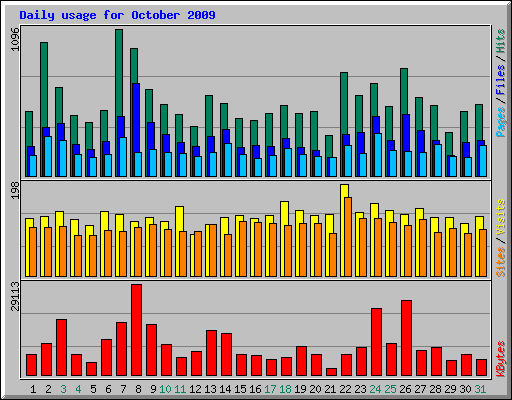 Daily usage for October 2009
1096
Pages / Files / Hits
198
Sites / Visits
29113
KBytes
1 2 3 4 5 6 7 8 9 10 11 12 13 14 15 16 17 18 19 20 21 22 23 24 25 26 27 28 29 30 31